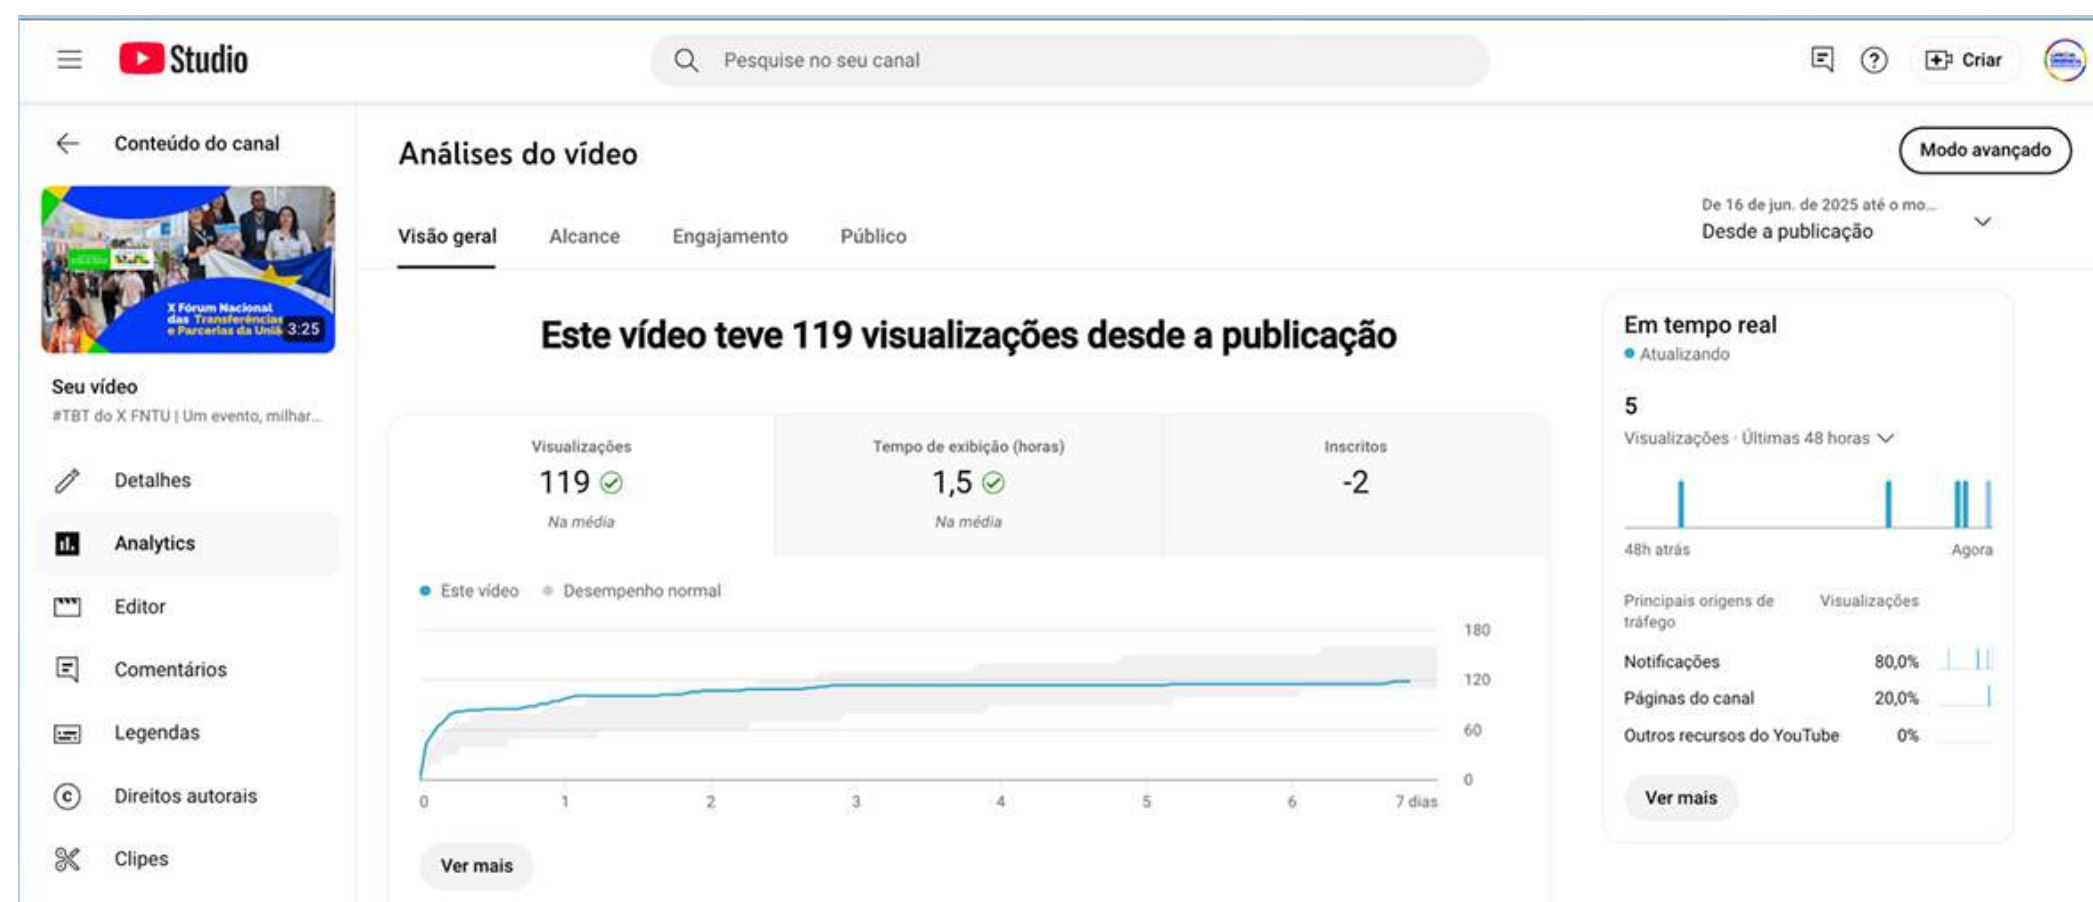 Studio
Pesquise no seu canal
Criar
Conteúdo do canal
X Fórum Nacional
das Transferências
e Parcerias da União
3:25
Seu vídeo
#TBT do X FNTU | Um evento, milhar...
Detalhes
Analytics
Editor
Comentários
Legendas
Direitos autorais
Clipes
Análises do vídeo
Modo avançado
Visão geral
Alcance
Engajamento
Público
De 16 de jun. de 2025 até o mo...
Desde a publicação
Este vídeo teve 119 visualizações desde a publicação
Visualizações
119
Na média
Tempo de exibição (horas)
1,5
Na média
Inscritos
-2
Este vídeo
Desempenho normal
180
120
60
0
0 1 2 3 4 5 6 7 dias
Ver mais
Em tempo real
Atualizando
5
Visualizações · Últimas 48 horas
48h atrás
Agora
Principais origens de
tráfego
Visualizações
Notificações 80,0%
Páginas do canal 20,0%
Outros recursos do YouTube 0%
Ver mais